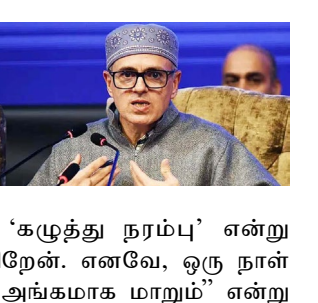 ‘கழுத்து நரம்பு’ என்று
றேன். எனவே, ஒரு நாள்
அங்கமாக மாறும்” என்று